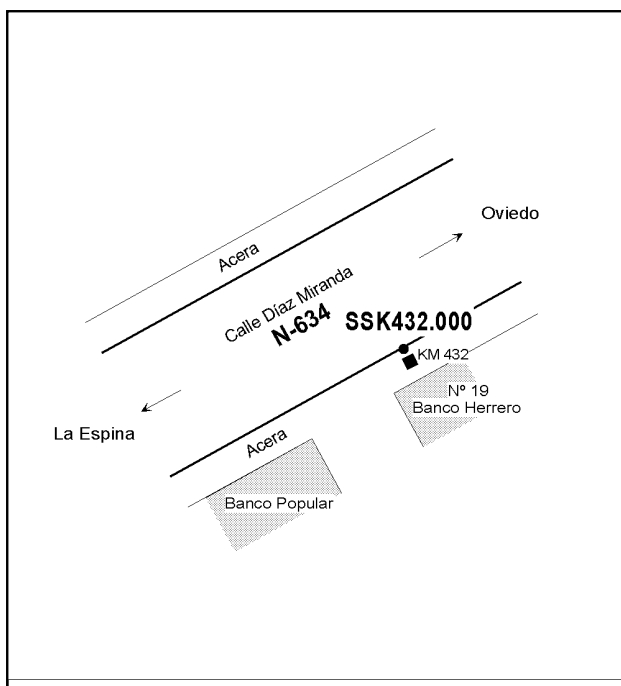 Oviedo
Acera
Calle Díaz Miranda
N-634
SSK432.000
KM 432
Nº 19
Banco Herrero
La Espina
Acera
Banco Popular